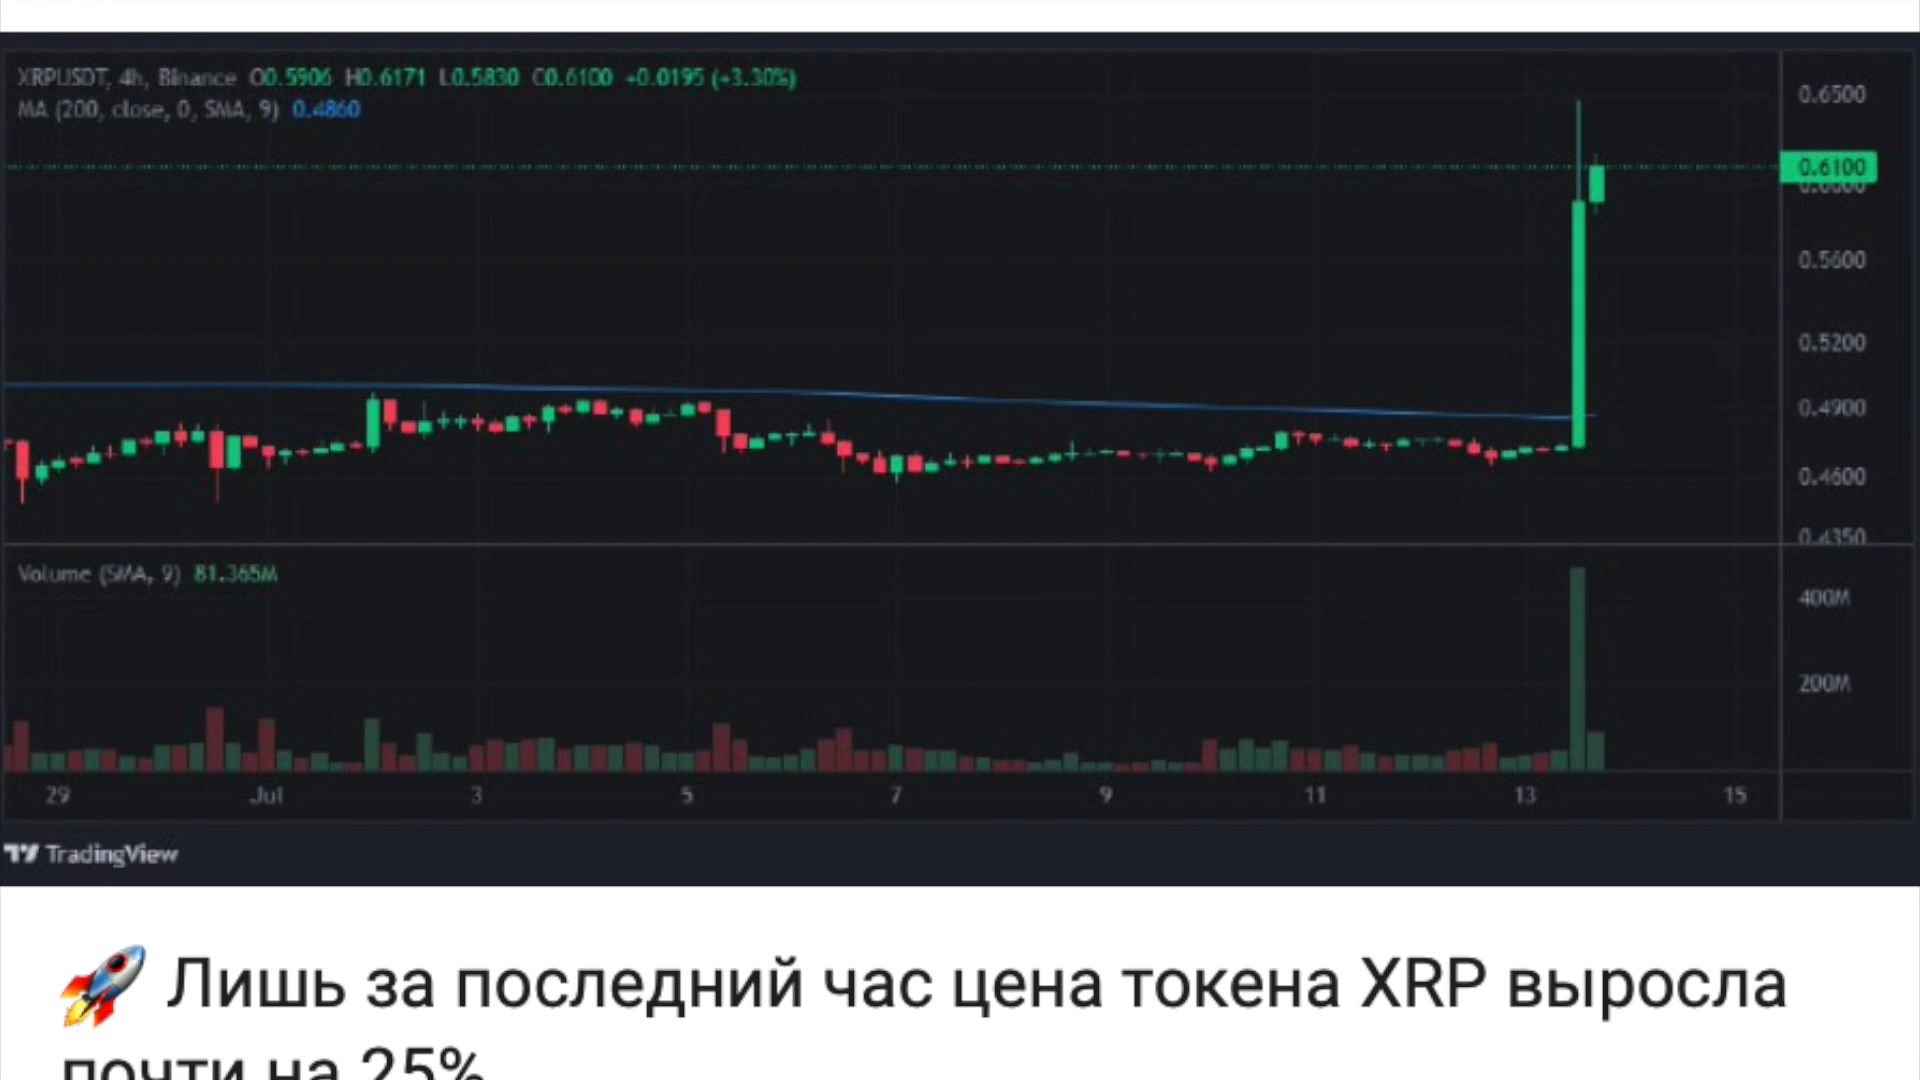 XRPUSDT, 4h, Binance O0.5906 H0.6171 L0.5830 C0.6100 +0.0195 (+3.30%)
MA (200, close, 0, SMA, 9) 0.4860
0.6500
0.6100
0.6000
0.5600
0.5200
0.4900
0.4600
0.4350
Volume (SMA, 9) 81.365M
400M
200M
29 Jul 3 5 7 9 11 13 15
TradingView
🚀 Лишь за последний час цена токена XRP выросла
почти на 25%